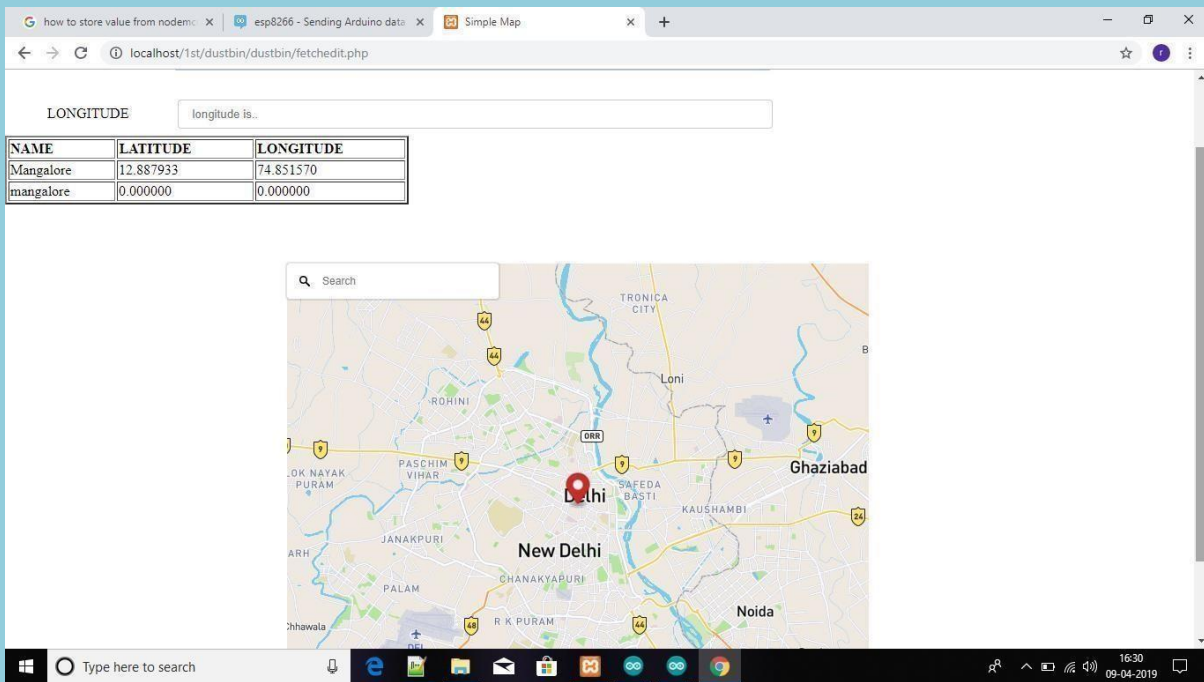 how to store value from nodemc
esp8266 - Sending Arduino data
Simple Map
localhost/1st/dustbin/dustbin/fetchedit.php
r
LONGITUDE longitude is..
NAME LATITUDE LONGITUDE
Mangalore 12.887933 74.851570
mangalore 0.000000 0.000000
Search
TRONICA
CITY
44
44
B
Loni
ROHINI
ORR
9
9
9
9
9
Ghaziabad
LOK NAYAK
PURAM
PASCHIM
VIHAR
SAFEDA
BASTI
Delhi
KAUSHAMBI
24
JANAKPURI
ARH
New Delhi
CHANAKYAPURI
PALAM
Noida
Chhawala
48
R K PURAM
44
DEL
Type here to search
16:30
09-04-2019